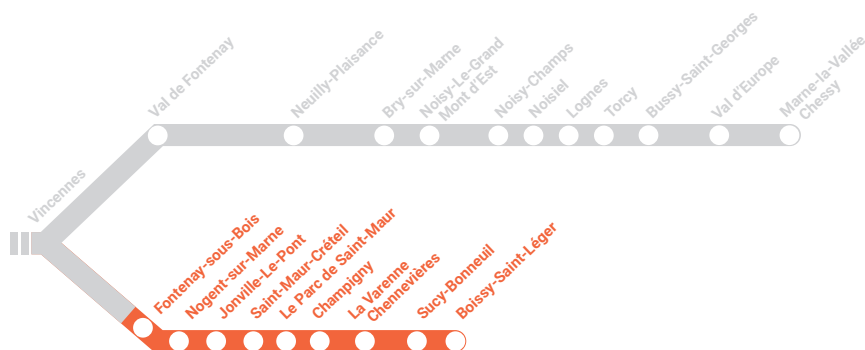 Val de Fontenay
Neuilly-Plaisance
Bry-sur-Marne
Noisy-Le-Grand
Mont d'Est
Noisy-Champs
Noisiel
Lognes
Torcy
Bussy-Saint-Georges
Val d'Europe
Marne-la-Vallée
Chessy
Vincennes
Fontenay-sous-Bois
Nogent-sur-Marne
Jonville-Le-Pont
Saint-Maur-Créteil
Le Parc de Saint-Maur
Champigny
La Varenne
Chennevières
Sucy-Bonneuil
Boissy-Saint-Léger